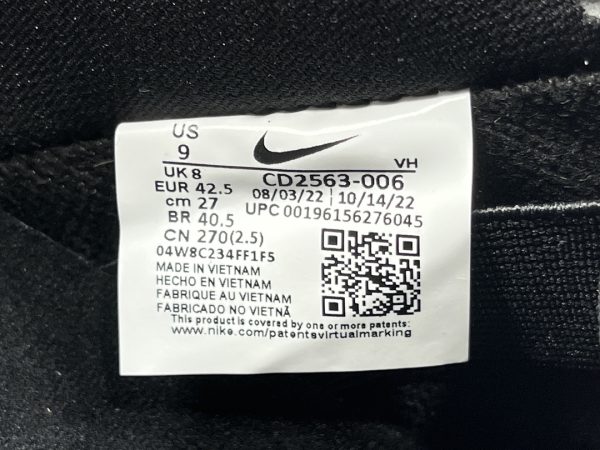 US
9
UK 8
EUR 42.5
cm 27
BR 40.5
CN 270(2.5)
04W8C234FF1F5
MADE IN VIETNAM
HECHO EN VIETNAM
FABRIQUE AU VIETNAM
FABRICADO NO VIETNÃ
VH
CD2563-006
08/03/22 | 10/14/22
UPC 00196156276045
This product is covered by one or more patents:
www.nike.com/patentsvirtualmarking